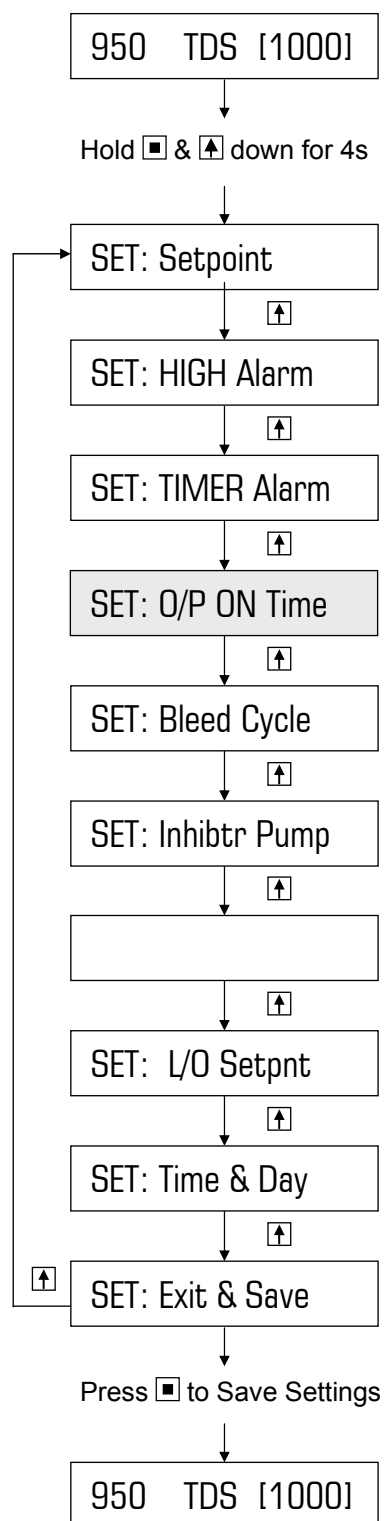 950 TDS [1000]
Hold & down for 4s
SET: Setpoint
SET: HIGH Alarm
SET: TIMER Alarm
SET: O/P ON Time
SET: Bleed Cycle
SET: Inhibtr Pump
SET: L/O Setpnt
SET: Time & Day
SET: Exit & Save
Press to Save Settings
950 TDS [1000]